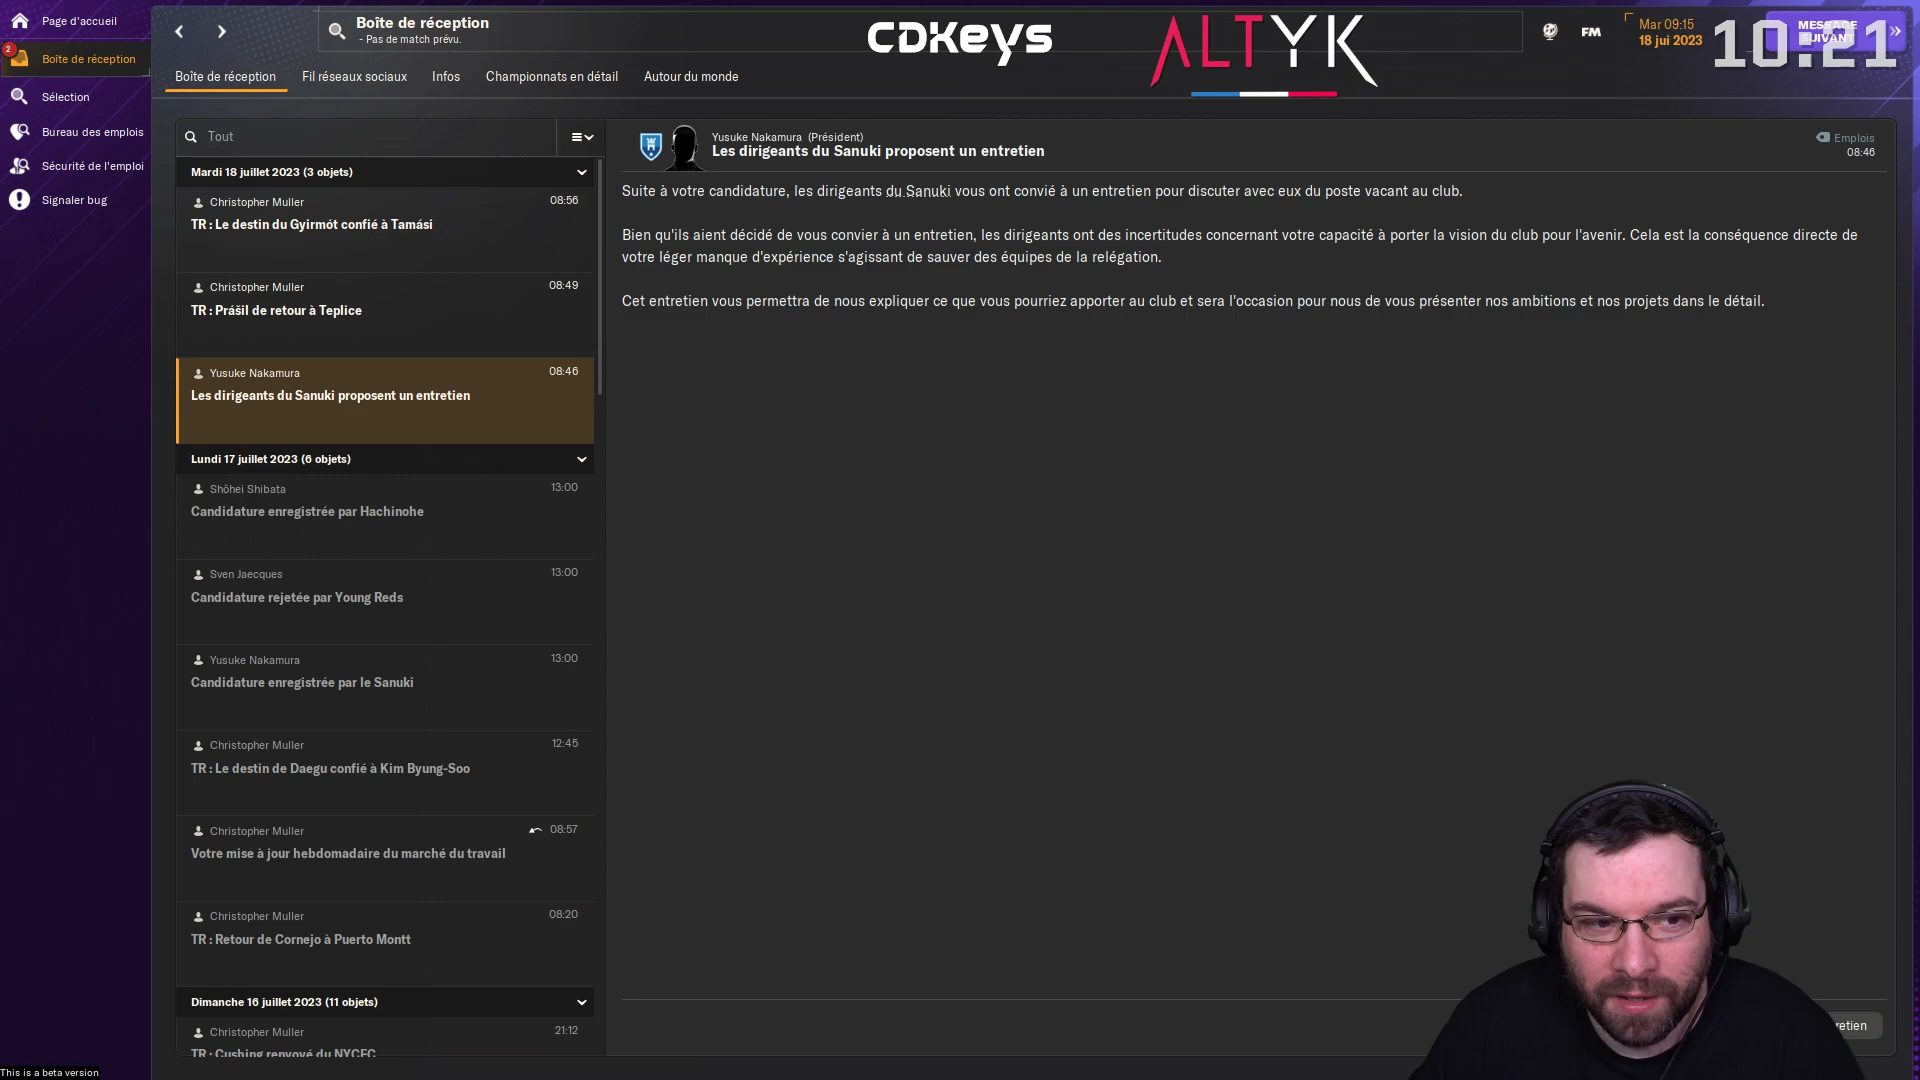 Page d'accueil
2
Boîte de réception
Sélection
Bureau des emplois
Sécurité de l'emploi
Signaler bug
Boîte de réception
- Pas de match prévu.
CDKeys
ALTYK
FM
Mar 09:15
18 jui 2023
MESSAGE
SUIVANT
10:21
Boîte de réception
Fil réseaux sociaux
Infos
Championnats en détail
Autour du monde
Tout
Mardi 18 juillet 2023 (3 objets)
Christopher Muller
08:56
TR : Le destin du Gyirmót confié à Tamási
Christopher Muller
08:49
TR : Prášil de retour à Teplice
Yusuke Nakamura
08:46
Les dirigeants du Sanuki proposent un entretien
Lundi 17 juillet 2023 (6 objets)
Shōhei Shibata
13:00
Candidature enregistrée par Hachinohe
Sven Jaecques
13:00
Candidature rejetée par Young Reds
Yusuke Nakamura
13:00
Candidature enregistrée par le Sanuki
Christopher Muller
12:45
TR : Le destin de Daegu confié à Kim Byung-Soo
Christopher Muller
08:57
Votre mise à jour hebdomadaire du marché du travail
Christopher Muller
08:20
TR : Retour de Cornejo à Puerto Montt
Dimanche 16 juillet 2023 (11 objets)
Christopher Muller
21:12
TR : Cushing renvoyé du NYCFC
Yusuke Nakamura (Président)
Les dirigeants du Sanuki proposent un entretien
Emplois
08:46
Suite à votre candidature, les dirigeants du Sanuki vous ont convié à un entretien pour discuter avec eux du poste vacant au club.
Bien qu'ils aient décidé de vous convier à un entretien, les dirigeants ont des incertitudes concernant votre capacité à porter la vision du club pour l'avenir. Cela est la conséquence directe de
votre léger manque d'expérience s'agissant de sauver des équipes de la relégation.
Cet entretien vous permettra de nous expliquer ce que vous pourriez apporter au club et sera l'occasion pour nous de vous présenter nos ambitions et nos projets dans le détail.
This is a beta version